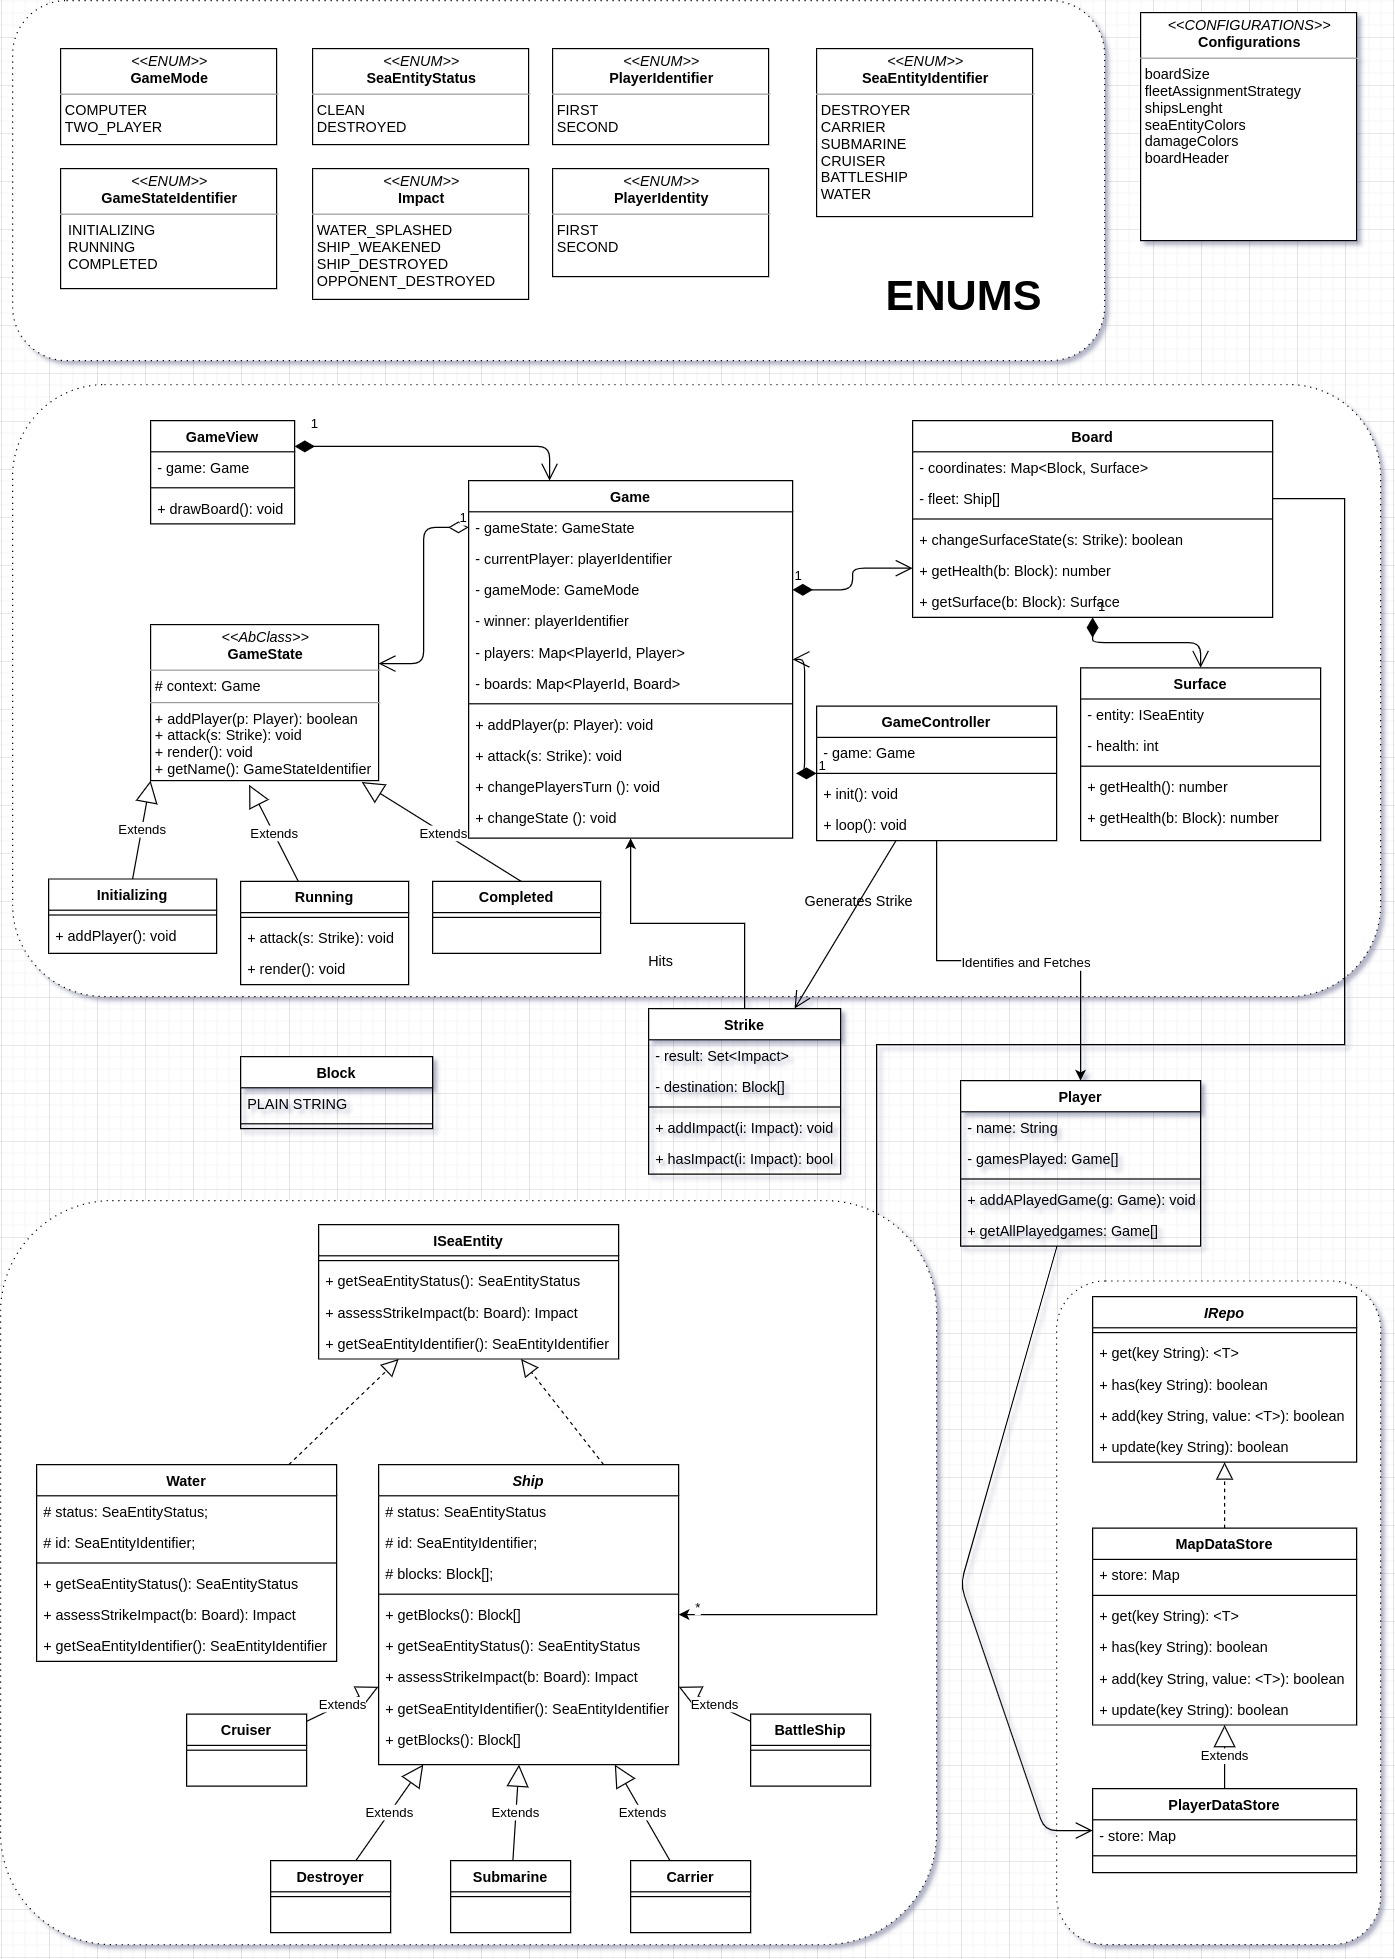 <<ENUM>>
GameMode
COMPUTER
TWO_PLAYER
<<ENUM>>
SeaEntityStatus
CLEAN
DESTROYED
<<ENUM>>
PlayerIdentifier
FIRST
SECOND
<<ENUM>>
SeaEntityIdentifier
DESTROYER
CARRIER
SUBMARINE
CRUISER
BATTLESHIP
WATER
<<CONFIGURATIONS>>
Configurations
boardSize
fleetAssignmentStrategy
shipsLenght
seaEntityColors
damageColors
boardHeader
<<ENUM>>
GameStateIdentifier
INITIALIZING
RUNNING
COMPLETED
<<ENUM>>
Impact
WATER_SPLASHED
SHIP_WEAKENED
SHIP_DESTROYED
OPPONENT_DESTROYED
<<ENUM>>
PlayerIdentity
FIRST
SECOND
ENUMS
GameView
- game: Game
+ drawBoard(): void
1
Game
- gameState: GameState
- currentPlayer: playerIdentifier
- gameMode: GameMode
- winner: playerIdentifier
- players: Map<PlayerId, Player>
- boards: Map<PlayerId, Board>
+ addPlayer(p: Player): void
+ attack(s: Strike): void
+ changePlayersTurn (): void
+ changeState (): void
1
1
Board
- coordinates: Map<Block, Surface>
- fleet: Ship[]
+ changeSurfaceState(s: Strike): boolean
+ getHealth(b: Block): number
+ getSurface(b: Block): Surface
1
<<AbClass>>
GameState
# context: Game
+ addPlayer(p: Player): boolean
+ attack(s: Strike): void
+ render(): void
+ getName(): GameStateIdentifier
GameController
- game: Game
1
+ init(): void
+ loop(): void
Surface
- entity: ISeaEntity
- health: int
+ getHealth(): number
+ getHealth(b: Block): number
Extends
Extends
Extends
Initializing
+ addPlayer(): void
Running
+ attack(s: Strike): void
+ render(): void
Completed
Generates Strike
Hits
Identifies and Fetches
Block
PLAIN STRING
Strike
- result: Set<Impact>
- destination: Block[]
+ addImpact(i: Impact): void
+ hasImpact(i: Impact): bool
Player
- name: String
- gamesPlayed: Game[]
+ addAPlayedGame(g: Game): void
+ getAllPlayedgames: Game[]
ISeaEntity
+ getSeaEntityStatus(): SeaEntityStatus
+ assessStrikeImpact(b: Board): Impact
+ getSeaEntityIdentifier(): SeaEntityIdentifier
IRepo
+ get(key String): <T>
+ has(key String): boolean
+ add(key String, value: <T>): boolean
+ update(key String): boolean
Water
# status: SeaEntityStatus;
# id: SeaEntityIdentifier;
+ getSeaEntityStatus(): SeaEntityStatus
+ assessStrikeImpact(b: Board): Impact
+ getSeaEntityIdentifier(): SeaEntityIdentifier
Ship
# status: SeaEntityStatus
# id: SeaEntityIdentifier;
# blocks: Block[];
+ getBlocks(): Block[]
+ getSeaEntityStatus(): SeaEntityStatus
+ assessStrikeImpact(b: Board): Impact
+ getSeaEntityIdentifier(): SeaEntityIdentifier
+ getBlocks(): Block[]
*
MapDataStore
+ store: Map
+ get(key String): <T>
+ has(key String): boolean
+ add(key String, value: <T>): boolean
+ update(key String): boolean
Extends
Extends
Cruiser
BattleShip
Extends
Extends
Extends
Extends
PlayerDataStore
- store: Map
Destroyer
Submarine
Carrier